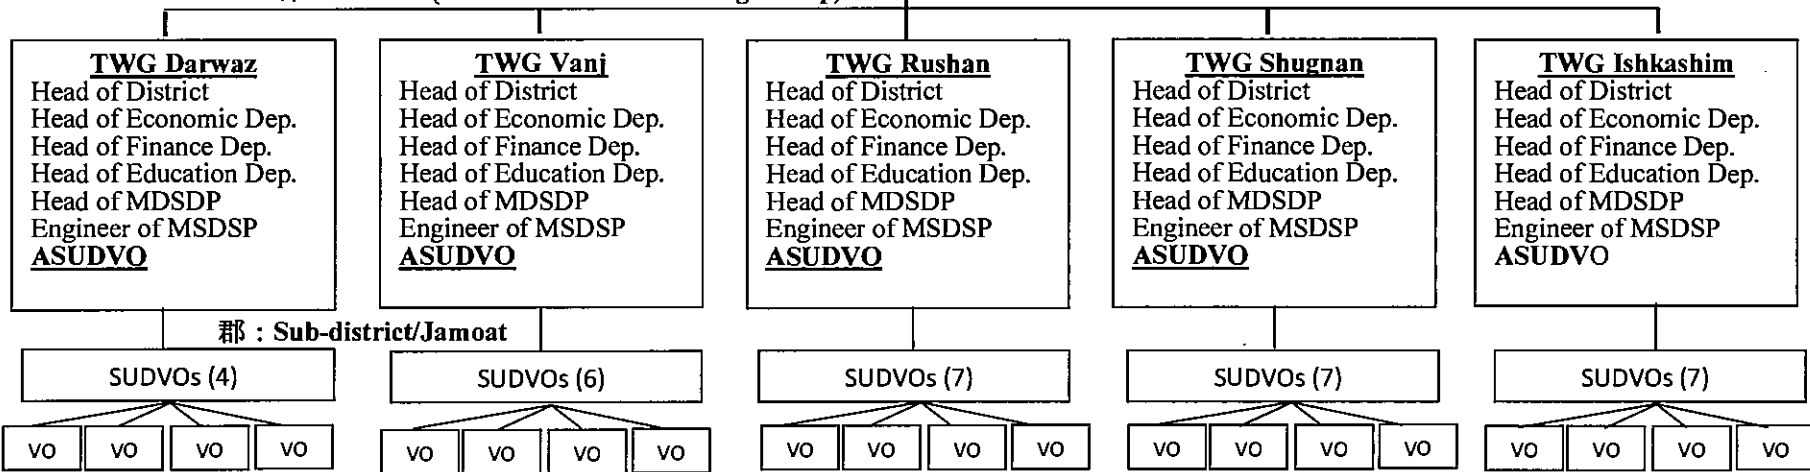 TWG Darwaz
Head of District
Head of Economic Dep.
Head of Finance Dep.
Head of Education Dep.
Head of MDSDP
Engineer of MSDSP
ASUDVO
TWG Vanj
Head of District
Head of Economic Dep.
Head of Finance Dep.
Head of Education Dep.
Head of MDSDP
Engineer of MSDSP
ASUDVO
TWG Rushan
Head of District
Head of Economic Dep.
Head of Finance Dep.
Head of Education Dep.
Head of MDSDP
Engineer of MSDSP
ASUDVO
TWG Shugnan
Head of District
Head of Economic Dep.
Head of Finance Dep.
Head of Education Dep.
Head of MDSDP
Engineer of MSDSP
ASUDVO
TWG Ishkashim
Head of District
Head of Economic Dep.
Head of Finance Dep.
Head of Education Dep.
Head of MDSDP
Engineer of MSDSP
ASUDVO
郡：Sub-district/Jamoat
SUDVOs (4)
SUDVOs (6)
SUDVOs (7)
SUDVOs (7)
SUDVOs (7)
VO VO VO VO
VO VO VO VO
VO VO VO VO
VO VO VO VO
VO VO VO VO